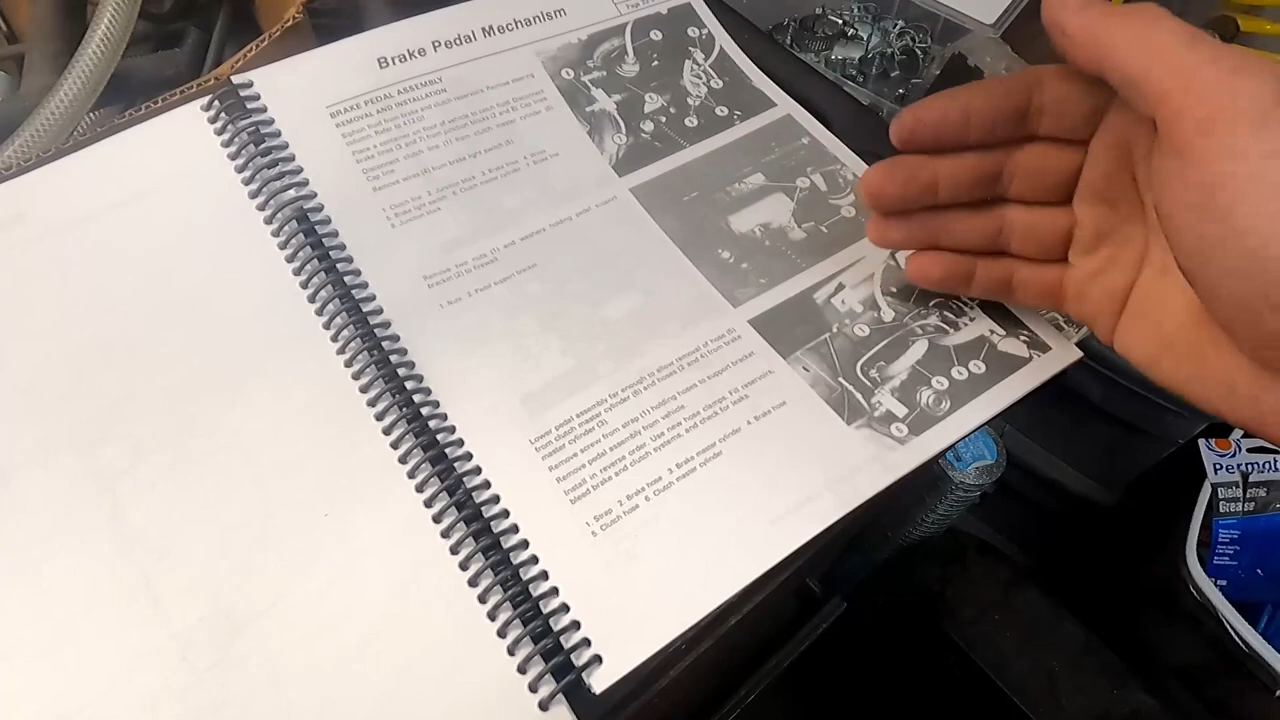 Brake Pedal Mechanism
Page 22-
BRAKE PEDAL ASSEMBLY
REMOVAL AND INSTALLATION
Siphon fluid from brake and clutch reservoirs. Remove steering
column. Refer to 413.01.
Place a container on floor of vehicle to catch fluid. Disconnect
brake lines (3 and 7) from junction blocks (2 and 8). Cap lines.
Disconnect clutch line (1) from clutch master cylinder (6).
Cap line.
Remove wires (4) from brake light switch (5).
1. Clutch line 2. Junction block 3. Brake lines 4. Wires
5. Brake light switch 6. Clutch master cylinder 7. Brake line
8. Junction block
Remove two nuts (1) and washers holding pedal support
bracket (2) to firewall.
1. Nuts 2. Pedal support bracket
Lower pedal assembly far enough to allow removal of hose (5)
from clutch master cylinder (6) and hoses (2 and 4) from brake
master cylinder (3).
Remove screw from strap (1) holding hoses to support bracket.
Remove pedal assembly from vehicle.
Install in reverse order. Use new hose clamps. Fill reservoirs,
bleed brake and clutch systems, and check for leaks.
1. Strap 2. Brake hose 3. Brake master cylinder 4. Brake hose
5. Clutch hose 6. Clutch master cylinder
Permat
Dielectric
Grease